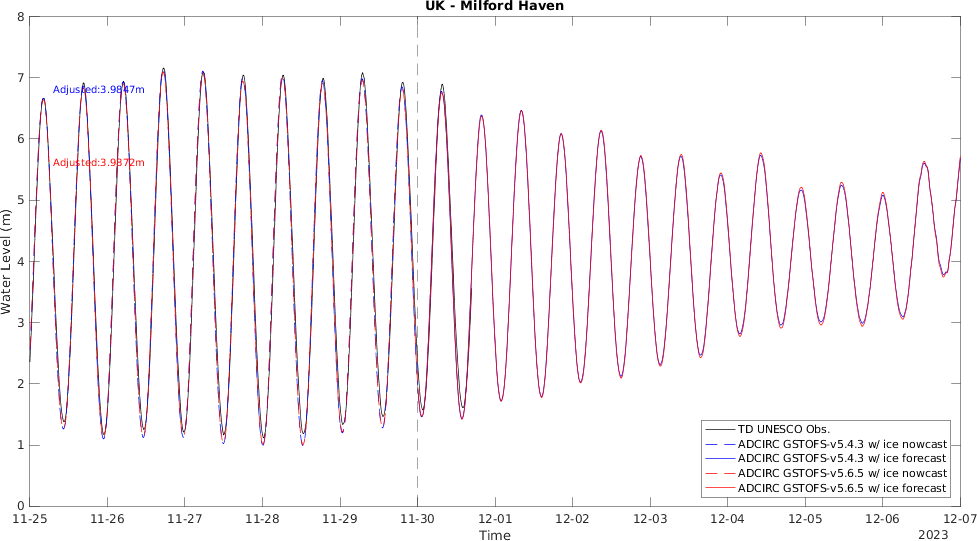 UK - Milford Haven
8
7
6
5
4
3
2
1
0
Water Level (m)
Adjusted:3.9847m
Adjusted:3.9372m
TD UNESCO Obs.
ADCIRC GSTOFS-v5.4.3 w/ ice nowcast
ADCIRC GSTOFS-v5.4.3 w/ ice forecast
ADCIRC GSTOFS-v5.6.5 w/ ice nowcast
ADCIRC GSTOFS-v5.6.5 w/ ice forecast
11-25 11-26 11-27 11-28 11-29 11-30 12-01 12-02 12-03 12-04 12-05 12-06 12-07
Time
2023